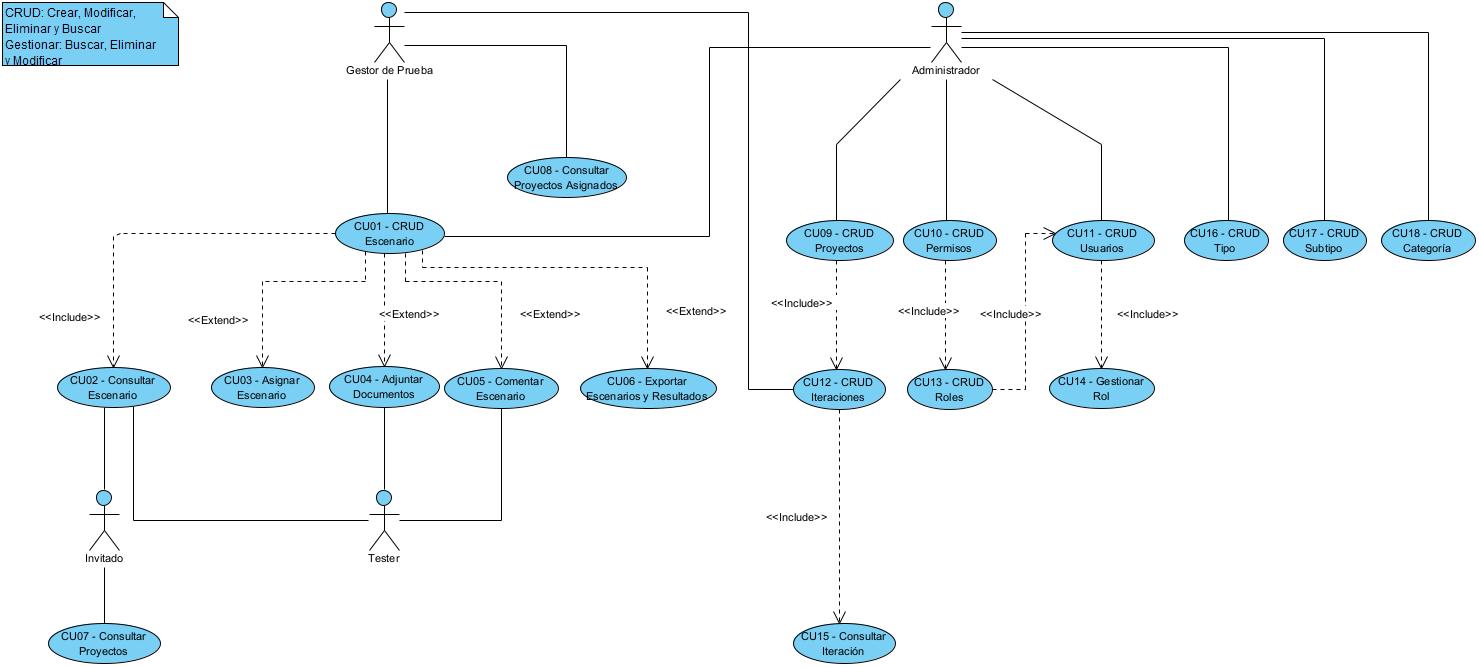 CRUD: Crear, Modificar,
Eliminar y Buscar
Gestionar: Buscar, Eliminar
y Modificar
Gestor de Prueba
Administrador
CU08 - Consultar
Proyectos Asignados
CU01 - CRUD
Escenario
CU09 - CRUD
Proyectos
CU10 - CRUD
Permisos
CU11 - CRUD
Usuarios
CU16 - CRUD
Tipo
CU17 - CRUD
Subtipo
CU18 - CRUD
Categoría
<<Include>>
<<Extend>>
<<Extend>>
<<Extend>>
<<Extend>>
<<Include>>
<<Include>>
<<Include>>
<<Include>>
CU02 - Consultar
Escenario
CU03 - Asignar
Escenario
CU04 - Adjuntar
Documentos
CU05 - Comentar
Escenario
CU06 - Exportar
Escenarios y Resultados
CU12 - CRUD
Iteraciones
CU13 - CRUD
Roles
CU14 - Gestionar
Rol
<<Include>>
Invitado
Tester
CU07 - Consultar
Proyectos
CU15 - Consultar
Iteración